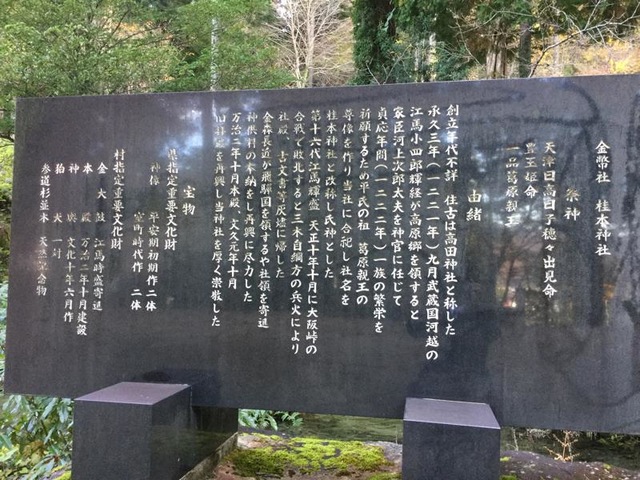 金幣社 桂本神社
祭神
天津日高日子穂々出見命
豊玉姫命
一品葛原親王
由緒
創立年代不詳 往古は高田神社と称した
永久三年(一二二一年)九月武蔵国河越の
江馬小四郎輝経が高原郷を領すると
家臣河上次郎太夫を神官に任じて
貞応年間(一二二二年)一族の繁栄を
祈願するため平氏の祖 葛原親王の
尊像を作り当社に合祀し社名を
桂本神社と改称し氏神とした
第十六代江馬輝盛 天正十年十月に大阪峠の
合戦で敗北すると三木自綱方の兵火により
社殿 古文書等灰燼に帰した
金森長近が飛騨国を領するや社領を寄進
神供料の奉納をし再興に尽力した
万治二年十月本殿 文久元年十月
旧拝殿を再興し当神社を厚く崇敬した
宝物
県指定重要文化財
神像 平安期初期作二体
室町時代作 二体
村指定重要文化財
金大鼓 江馬時盛寄進
本殿 万治二年十月建設
神輿 文化十年六月作
狛犬 一対
参道杉並木 天然記念物